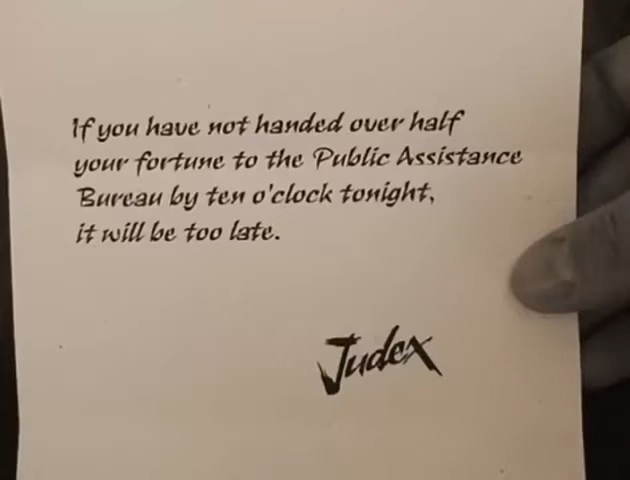 If you have not handed over half
your fortune to the Public Assistance
Bureau by ten o'clock tonight,
it will be too late.
Judex